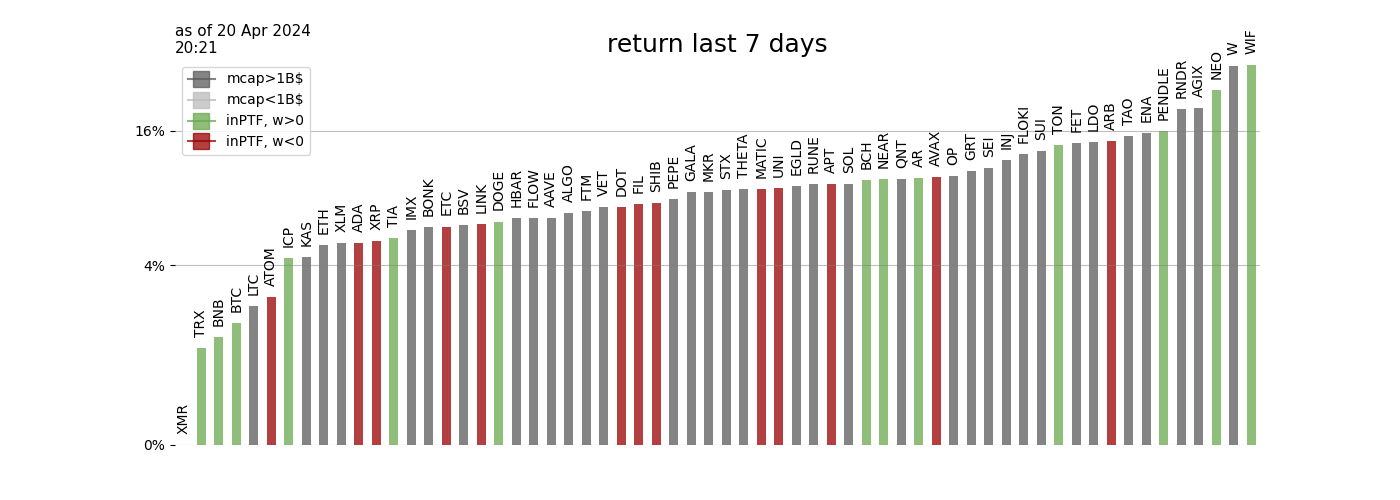 as of 20 Apr 2024
20:21
return last 7 days
mcap>1B$
mcap<1B$
inPTF, w>0
inPTF, w<0
16%
4%
0%
XMR
TRX
BNB
BTC
LTC
ATOM
ICP
KAS
ETH
XLM
ADA
XRP
TIA
IMX
BONK
ETC
BSV
LINK
DOGE
HBAR
FLOW
AAVE
ALGO
FTM
VET
DOT
FIL
SHIB
PEPE
GALA
MKR
STX
THETA
MATIC
UNI
EGLD
RUNE
APT
SOL
BCH
NEAR
QNT
AR
AVAX
OP
GRT
SEI
INJ
FLOKI
SUI
TON
FET
LDO
ARB
TAO
ENA
PENDLE
RNDR
AGIX
NEO
W
WIF